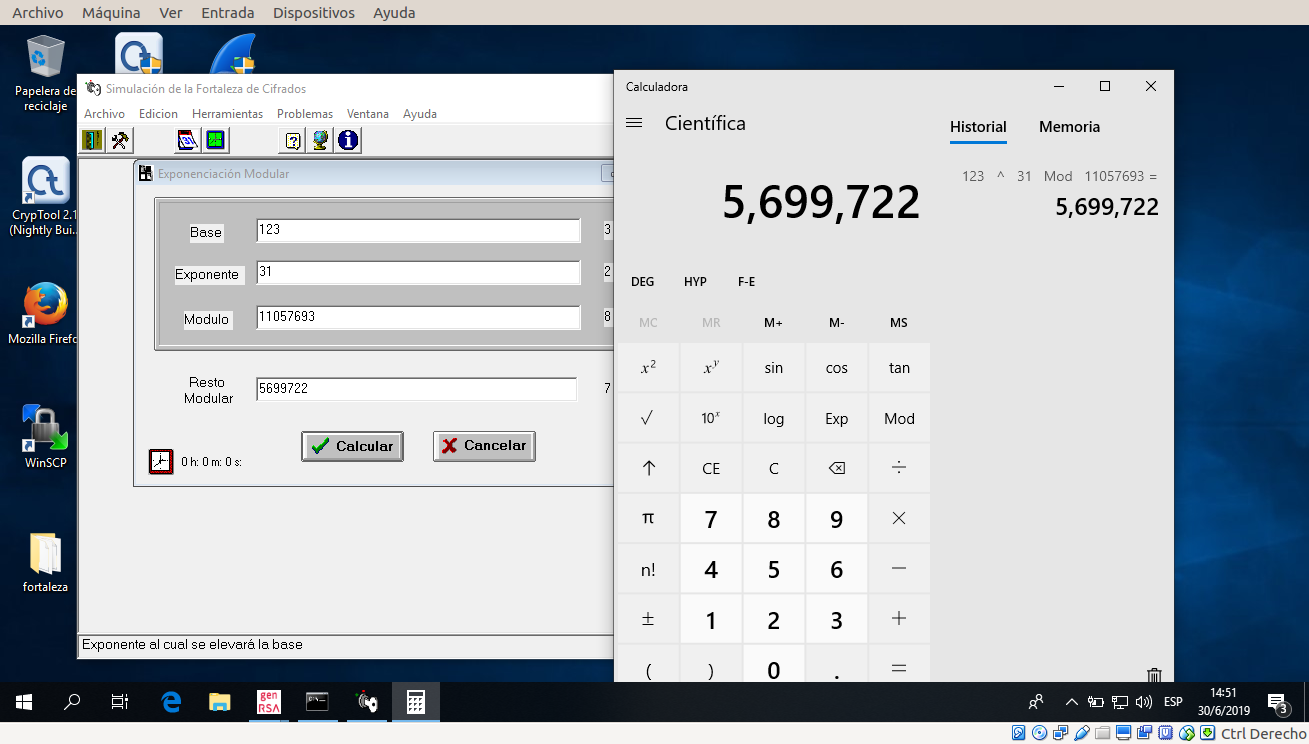 Archivo Máquina Ver Entrada Dispositivos Ayuda
Papelera de
reciclaje
CrypTool 2.1
(Nightly Bui...
Mozilla Firefo
WinSCP
fortaleza
Simulación de la Fortaleza de Cifrados
Archivo Edicion Herramientas Problemas Ventana Ayuda
Exponenciación Modular
Base 123 3
Exponente 31 2
Modulo 11057693 8
Resto
Modular
5699722 7
Calcular Cancelar
0 h: 0 m: 0 s:
Exponente al cual se elevará la base
Calculadora
Científica
Historial Memoria
123 ^ 31 Mod 11057693 =
5,699,722
5,699,722
DEG HYP F-E
MC MR M+ M- MS
x² xʸ sin cos tan
√ 10ˣ log Exp Mod
↑ CE C ⌫ ÷
π 7 8 9 ×
n! 4 5 6 −
± 1 2 3 +
( ) 0 . =
gen
RSA
ESP
14:51
30/6/2019
3
Ctrl Derecho